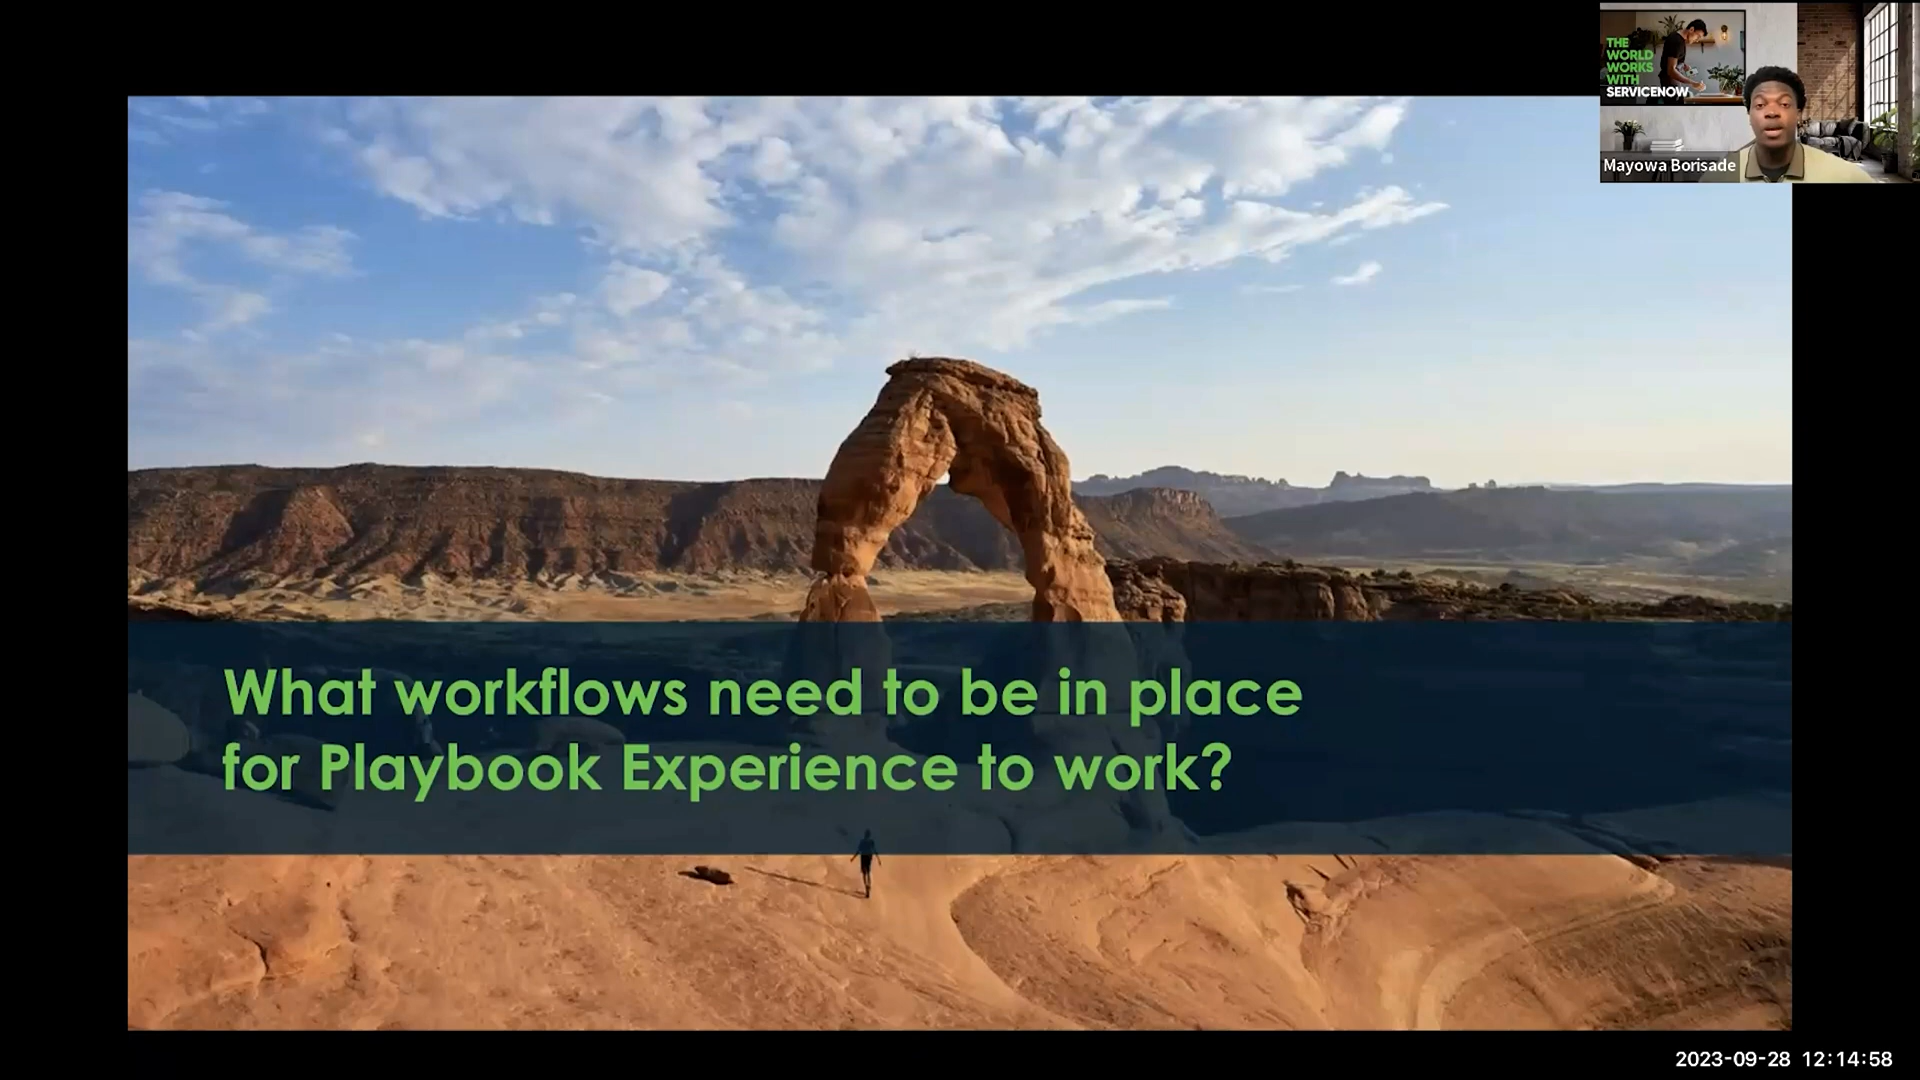 THE
WORLD
WORKS
WITH
SERVICENOW
Mayowa Borisade
What workflows need to be in place
for Playbook Experience to work?
2023-09-28 12:14:58